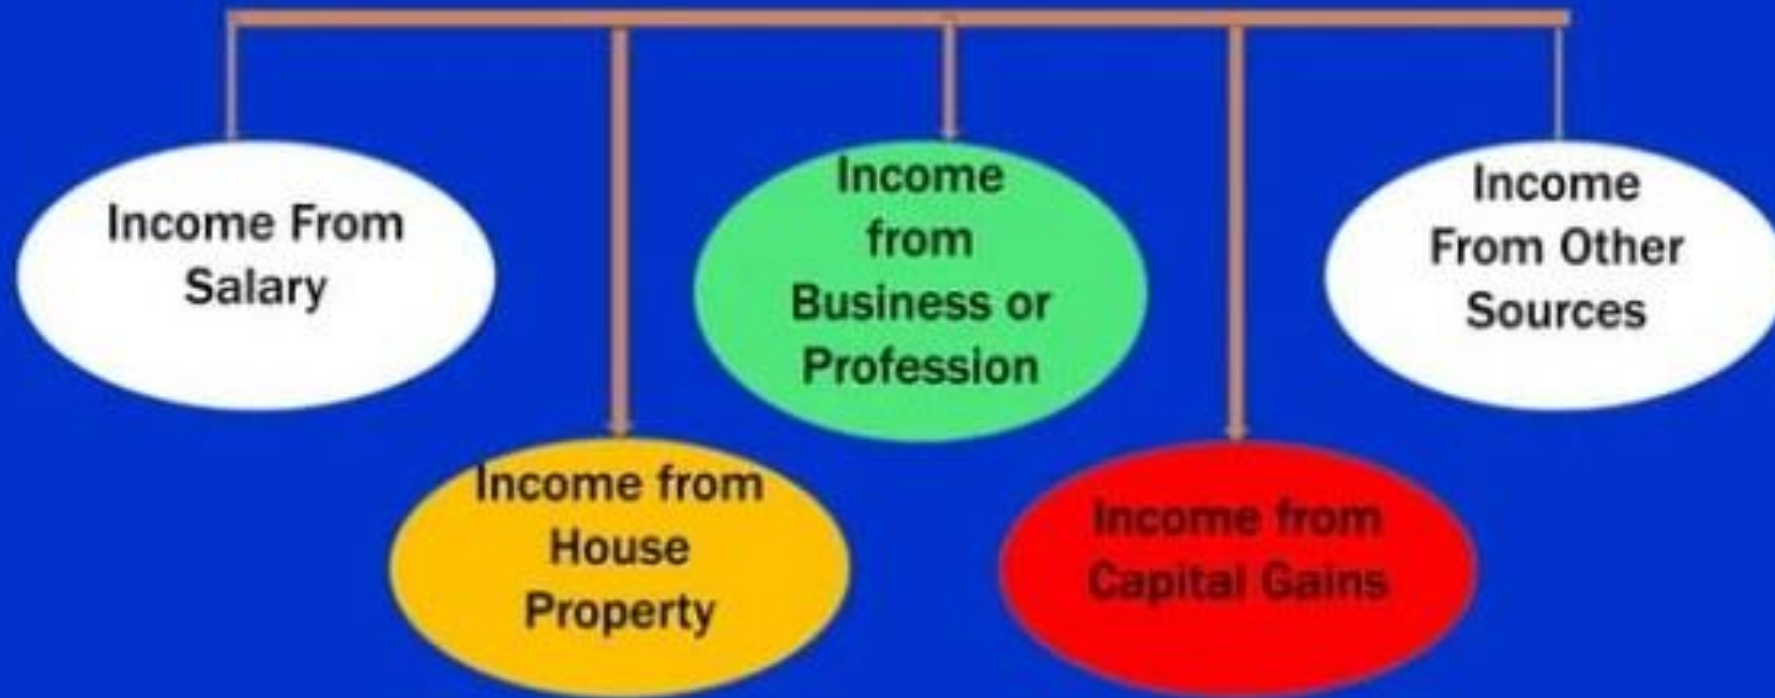 Income From
Salary
Income from
House
Property
Income
from
Business or
Profession
Income from
Capital Gains
Income
From Other
Sources